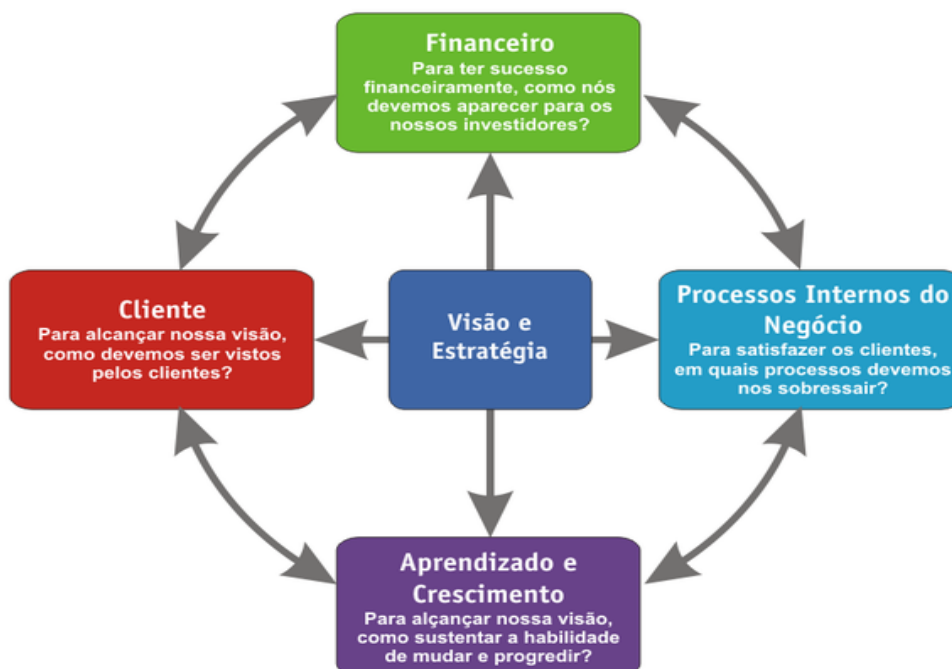 Financeiro
Para ter sucesso
financeiramente, como nós
devemos aparecer para os
nossos investidores?
Cliente
Para alcançar nossa visão,
como devemos ser vistos
pelos clientes?
Visão e
Estratégia
Processos Internos do
Negócio
Para satisfazer os clientes,
em quais processos devemos
nos sobressair?
Aprendizado e
Crescimento
Para alçançar nossa visão,
como sustentar a habilidade
de mudar e progredir?